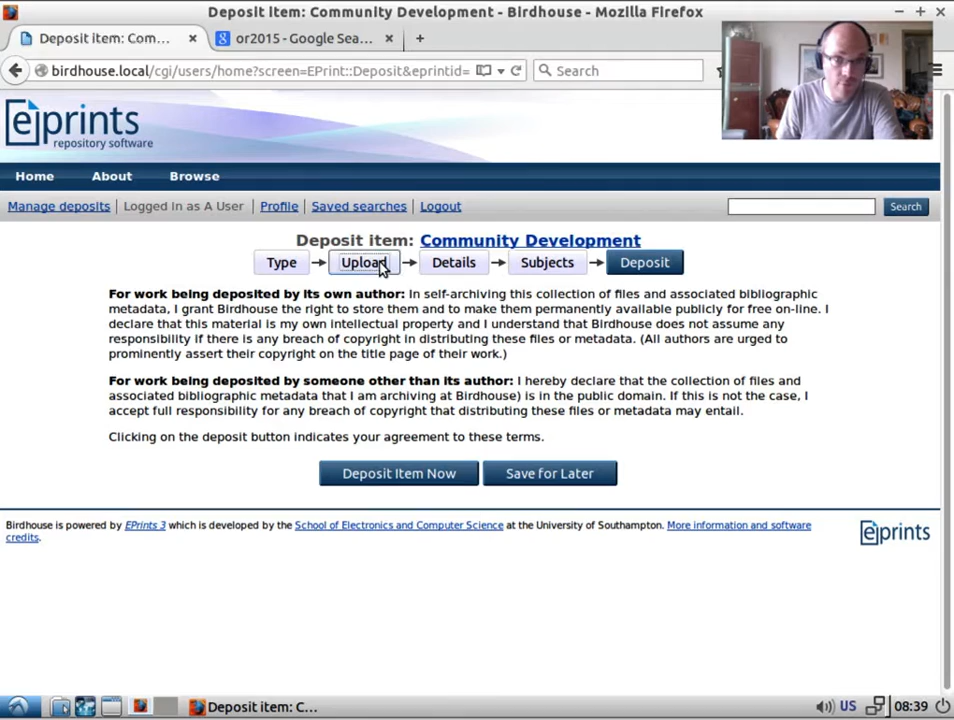 Deposit item: Community Development - Birdhouse - Mozilla Firefox
Deposit item: Com... × or2015 - Google Sea... × +
birdhouse.local/cgi/users/home?screen=EPrint::Deposit&eprintid= Search
eprints
repository software
Home About Browse
Manage deposits | Logged in as A User | Profile | Saved searches | Logout Search
Deposit item: Community Development
Type → Upload → Details → Subjects → Deposit
For work being deposited by its own author: In self-archiving this collection of files and associated bibliographic
metadata, I grant Birdhouse the right to store them and to make them permanently available publicly for free on-line. I
declare that this material is my own intellectual property and I understand that Birdhouse does not assume any
responsibility if there is any breach of copyright in distributing these files or metadata. (All authors are urged to
prominently assert their copyright on the title page of their work.)
For work being deposited by someone other than its author: I hereby declare that the collection of files and
associated bibliographic metadata that I am archiving at Birdhouse) is in the public domain. If this is not the case, I
accept full responsibility for any breach of copyright that distributing these files or metadata may entail.
Clicking on the deposit button indicates your agreement to these terms.
Deposit Item Now Save for Later
Birdhouse is powered by EPrints 3 which is developed by the School of Electronics and Computer Science at the University of Southampton. More information and software
credits.
eprints
Deposit item: C... US 08:39